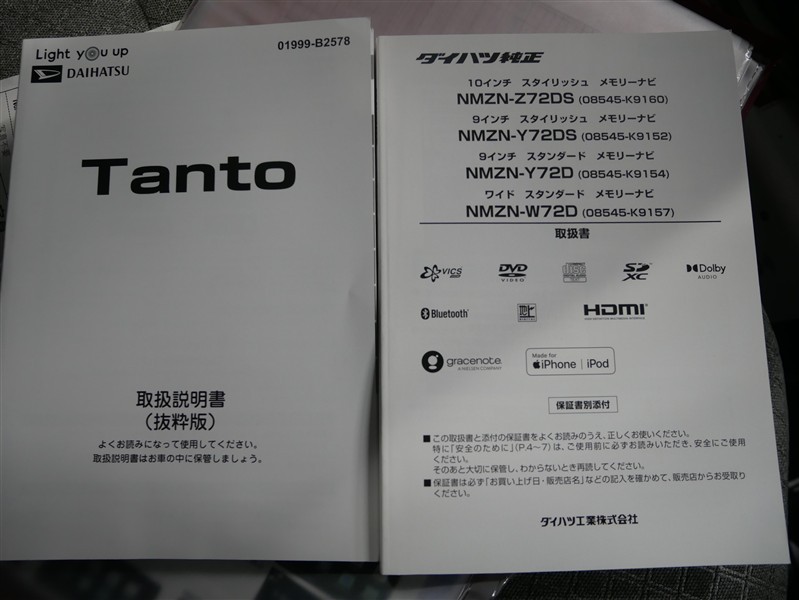 Light you up
DAIHATSU
01999-B2578
Tanto
取扱説明書
（抜粋版）
よくお読みになって使用してください。
取扱説明書はお車の中に保管しましょう。
ダイハツ純正
10インチ スタイリッシュ メモリーナビ
NMZN-Z72DS (08545-K9160)
9インチ スタイリッシュ メモリーナビ
NMZN-Y72DS (08545-K9152)
9インチ スタンダード メモリーナビ
NMZN-Y72D (08545-K9154)
ワイド スタンダード メモリーナビ
NMZN-W72D (08545-K9157)
取扱書
VICS
DVD
VIDEO
SD
XC
Dolby
AUDIO
Bluetooth
HDMI
gracenote.
A NIELSEN COMPANY
Made for
iPhone | iPod
保証書別添付
■この取扱書と添付の保証書をよくお読みのうえ、正しくお使いください。
特に「安全のために」(P.4〜7)は、ご使用前に必ずお読みいただき、安全にご使用
ください。
そのあと大切に保管し、わからないとき再読してください。
■保証書は必ず「お買い上げ日・販売店名」などの記入を確かめて、販売店からお受取り
ください。
ダイハツ工業株式会社